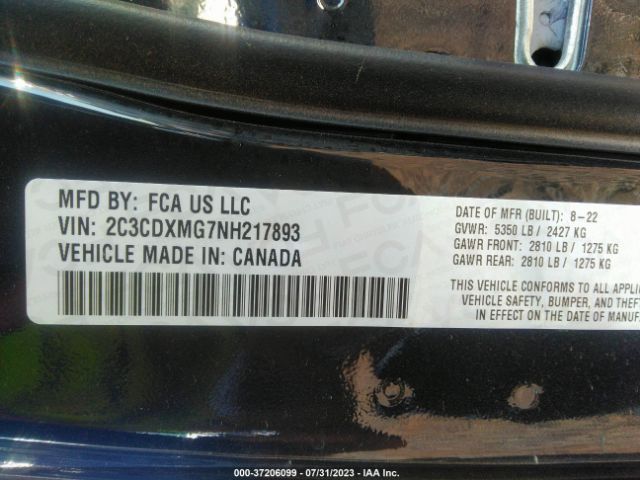 MFD BY: FCA US LLC
VIN: 2C3CDXMG7NH217893
VEHICLE MADE IN: CANADA
DATE OF MFR (BUILT): 8-22
GVWR: 5350 LB / 2427 KG
GAWR FRONT: 2810 LB / 1275 KG
GAWR REAR: 2810 LB / 1275 KG
THIS VEHICLE CONFORMS TO ALL APPLI
VEHICLE SAFETY, BUMPER, AND THEFT
IN EFFECT ON THE DATE OF MANUF
000-37206099 - 07/31/2023 - IAA Inc.